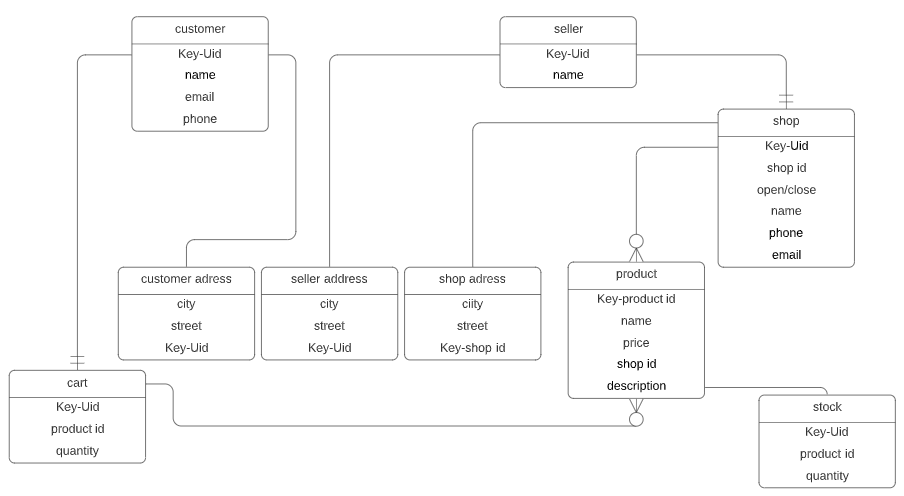 customer
Key-Uid
name
email
phone
seller
Key-Uid
name
shop
Key-Uid
shop id
open/close
name
phone
email
customer adress
city
street
Key-Uid
seller address
city
street
Key-Uid
shop adress
ciity
street
Key-shop id
product
Key-product id
name
price
shop id
description
cart
Key-Uid
product id
quantity
stock
Key-Uid
product id
quantity